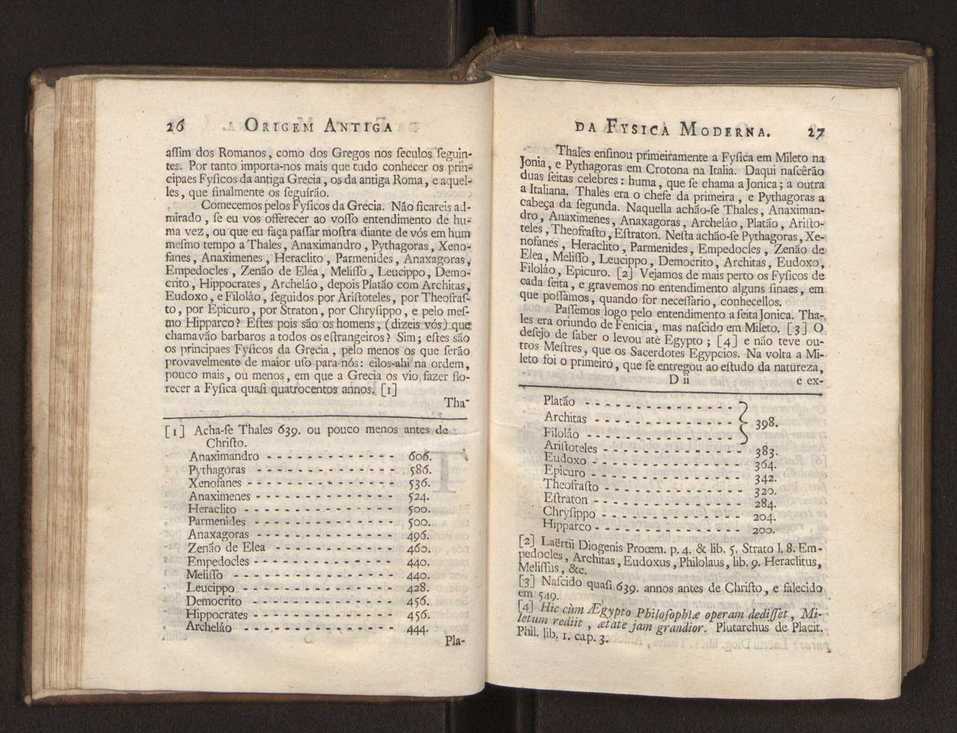 26 ORIGEM ANTIGA
aſſim dos Romanos, como dos Gregos nos ſeculos ſeguin-
tes. Por tanto importa-nos mais que tudo conhecer os prin-
cipaes Fyſicos da antiga Grecia, os da antiga Roma, e aquel-
les, que finalmente os ſeguiráo.
Comecemos pelos Fyſicos da Grécia. Não ficareis ad-
mirado, ſe eu vos offerecer ao voſſo entendimento de hu-
ma vez, ou que eu faça paſſar moſtra diante de vós em hum
meſmo tempo a Thales, Anaximandro, Pythagoras, Xeno-
fanes, Anaximenes, Heraclito, Parmenides, Anaxagoras,
Empedocles, Zenão de Eléa, Meliſſo, Leucippo, Demo-
crito, Hippocrates, Archeláo, depois Platão com Architas,
Eudoxo, e Filoláo, ſeguidos por Ariſtoteles, por Theofraſ-
to, por Epicuro, por Straton, por Chryſippo, e pelo meſ-
mo Hipparco? Eſtes pois são os homens, (dizeis vós) que
chamavão barbaros a todos os eſtrangeiros? Sim; eſtes são
os principaes Fyſicos da Grecia, pelo menos os que ſerão
provavelmente de maior uſo para nós: eilos-ahi na ordem,
pouco mais, ou menos, em que a Grecia os vio fazer flo-
recer a Fyſica quaſi quatrocentos annos. [1]
Tha-
[1] Acha-ſe Thales 639. ou pouco menos antes de
Chriſto.
Anaximandro - - - - - - - - - - - - - - 606.
Pythagoras - - - - - - - - - - - - - - 586.
Xenofanes - - - - - - - - - - - - - - 536.
Anaximenes - - - - - - - - - - - - - - 524.
Heraclito - - - - - - - - - - - - - - 500.
Parmenides - - - - - - - - - - - - - - 500.
Anaxagoras - - - - - - - - - - - - - - 496.
Zenão de Elea - - - - - - - - - - - - - 460.
Empedocles - - - - - - - - - - - - - - 440.
Meliſſo - - - - - - - - - - - - - - - 440.
Leucippo - - - - - - - - - - - - - - - 428.
Democrito - - - - - - - - - - - - - - 456.
Hippocrates - - - - - - - - - - - - - - 456.
Archeláo - - - - - - - - - - - - - - - 444.
Pla-
DA FYSICA MODERNA. 27
Thales enſinou primeiramente a Fyſica em Mileto na
Jonia, e Pythagoras em Crotona na Italia. Daqui naſcêrão
duas ſeitas celebres: huma, que ſe chama a Jonica; a outra
a Italiana. Thales era o chefe da primeira, e Pythagoras a
cabeça da ſegunda. Naquella achão-ſe Thales, Anaximan-
dro, Anaximenes, Anaxagoras, Archeláo, Platão, Ariſto-
teles, Theofraſto, Eſtraton. Neſta achão-ſe Pythagoras, Xe-
nofanes, Heraclito, Parmenides, Empedocles, Zenão de
Elea, Meliſſo, Leucippo, Democrito, Architas, Eudoxo,
Filoláo, Epicuro. [2] Vejamos de mais perto os Fyſicos de
cada ſeita, e gravemos no entendimento alguns ſinaes, em
que poſſamos, quando for neceſſario, conhecellos.
Paſſemos logo pelo entendimento a ſeita Jonica. Tha-
les era oriundo de Fenicia, mas naſcido em Mileto. [3] O
deſejo de ſaber o levou até Egypto; [4] e não teve ou-
tros Meſtres, que os Sacerdotes Egypcios. Na volta a Mi-
leto foi o primeiro, que ſe entregou ao eſtudo da natureza,
D ii e ex-
Platão - - - - - - - - - - - - - - -
Architas - - - - - - - - - - - - - - 398.
Filoláo - - - - - - - - - - - - - - -
Ariſtoteles - - - - - - - - - - - - - - 383.
Eudoxo - - - - - - - - - - - - - - - 364.
Epicuro - - - - - - - - - - - - - - - 342.
Theofraſto - - - - - - - - - - - - - - 320.
Eſtraton - - - - - - - - - - - - - - - 284.
Chryſippo - - - - - - - - - - - - - - 204.
Hipparco - - - - - - - - - - - - - - - 200.
[2] Laërtii Diogenis Proœm. p. 4. & lib. 5. Strato l. 8. Em-
pedocles, Architas, Eudoxus, Philolaus, lib. 9. Heraclitus,
Meliſſus, &c.
[3] Naſcido quaſi 639. annos antes de Chriſto, e falecido
em 549.
[4] Hic cùm Ægypto Philoſophiæ operam dediſſet, Mi-
letum rediit, ætate jam grandior. Plutarchus de Placit.
Phil. lib. 1. cap. 3.